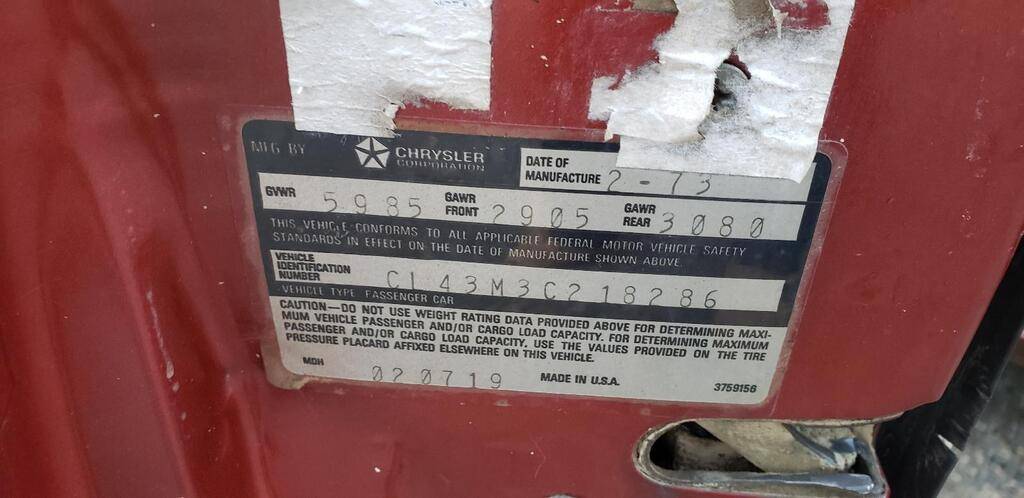 MFG BY CHRYSLER CORPORATION
DATE OF MANUFACTURE 2-73
GVWR 5985 GAWR FRONT 2905 GAWR REAR 3080
THIS VEHICLE CONFORMS TO ALL APPLICABLE FEDERAL MOTOR VEHICLE SAFETY
STANDARDS IN EFFECT ON THE DATE OF MANUFACTURE SHOWN ABOVE.
VEHICLE IDENTIFICATION NUMBER CL43M3C218286
VEHICLE TYPE PASSENGER CAR
CAUTION—DO NOT USE WEIGHT RATING DATA PROVIDED ABOVE FOR DETERMINING MAXI-
MUM VEHICLE PASSENGER AND/OR CARGO LOAD CAPACITY. FOR DETERMINING MAXIMUM
PASSENGER AND/OR CARGO LOAD CAPACITY, USE THE VALUES PROVIDED ON THE TIRE
PRESSURE PLACARD AFFIXED ELSEWHERE ON THIS VEHICLE.
MDH 020719 MADE IN U.S.A. 3759156